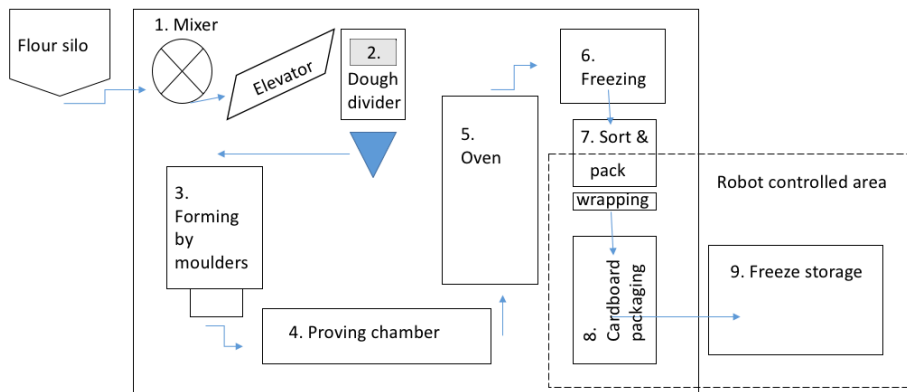 Flour silo
1. Mixer
Elevator
2.
Dough
divider
3.
Forming
by
moulders
4. Proving chamber
5.
Oven
6.
Freezing
7. Sort &
pack
wrapping
Robot controlled area
8. Cardboard
packaging
9. Freeze storage